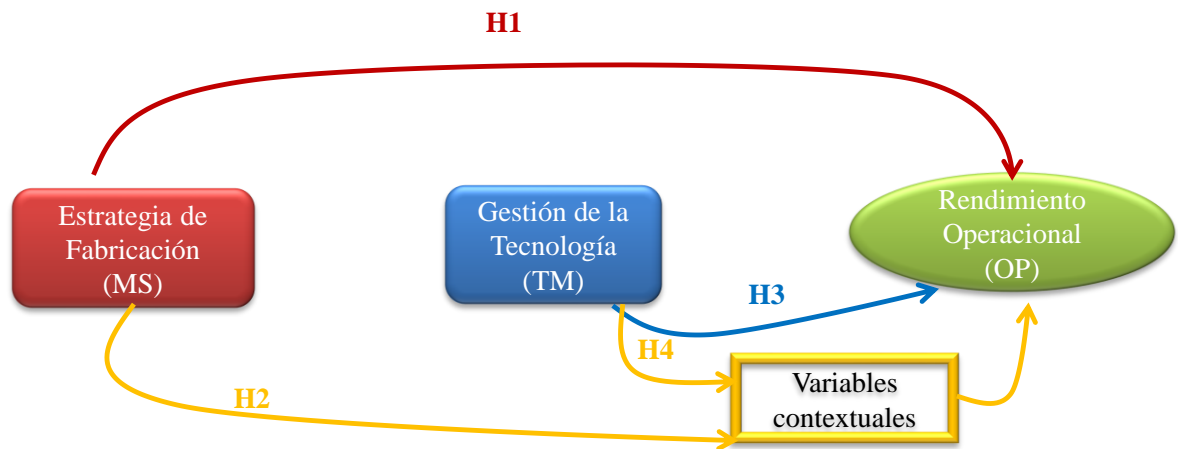 H1
Estrategia de
Fabricación
(MS)
Gestión de la
Tecnología
(TM)
Rendimiento
Operacional
(OP)
H3
H4
H2
Variables
contextuales